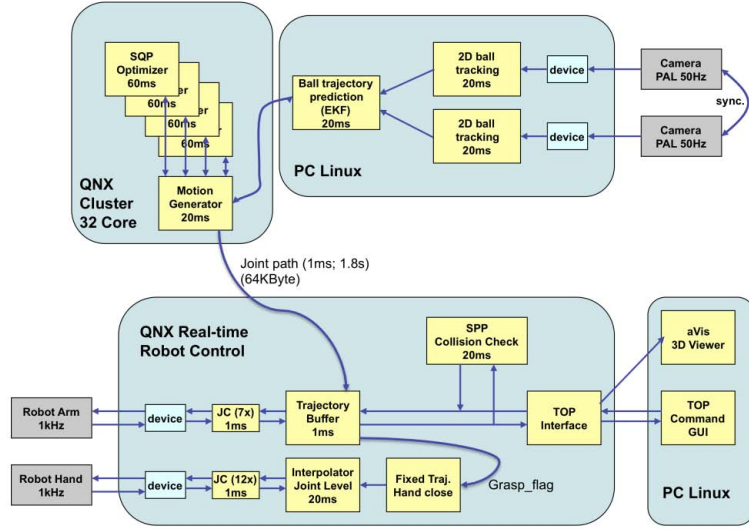 SQP
Optimizer
60ms
er
60ms
er
60ms
er
60ms
Motion
Generator
20ms
QNX
Cluster
32 Core
Ball trajectory
prediction
(EKF)
20ms
2D ball
tracking
20ms
device
Camera
PAL 50Hz
sync.
2D ball
tracking
20ms
device
Camera
PAL 50Hz
PC Linux
Joint path (1ms; 1.8s)
(64KByte)
QNX Real-time
Robot Control
SPP
Collision Check
20ms
aVis
3D Viewer
Robot Arm
1kHz
device
JC (7x)
1ms
Trajectory
Buffer
1ms
TOP
Interface
TOP
Command
GUI
Robot Hand
1kHz
device
JC (12x)
1ms
Interpolator
Joint Level
20ms
Fixed Traj.
Hand close
Grasp_flag
PC Linux